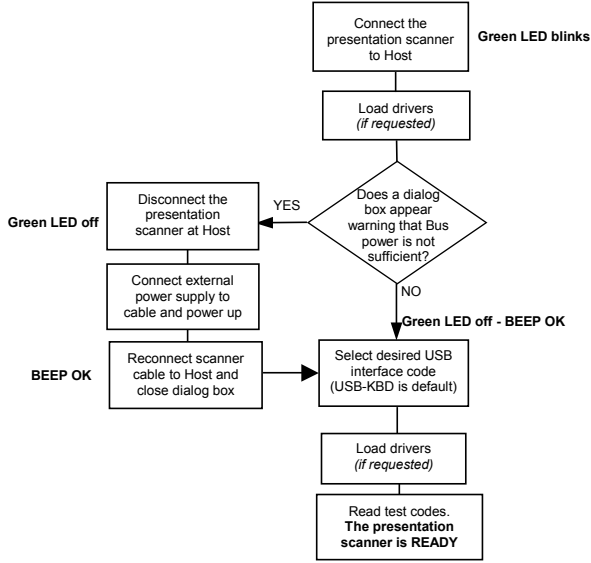 Connect the
presentation scanner
to Host
Green LED blinks
Load drivers
(if requested)
Does a dialog
box appear
warning that Bus
power is not
sufficient?
YES
Disconnect the
presentation
scanner at Host
Green LED off
Connect external
power supply to
cable and power up
NO
Green LED off - BEEP OK
BEEP OK
Reconnect scanner
cable to Host and
close dialog box
Select desired USB
interface code
(USB-KBD is default)
Load drivers
(if requested)
Read test codes.
The presentation
scanner is READY